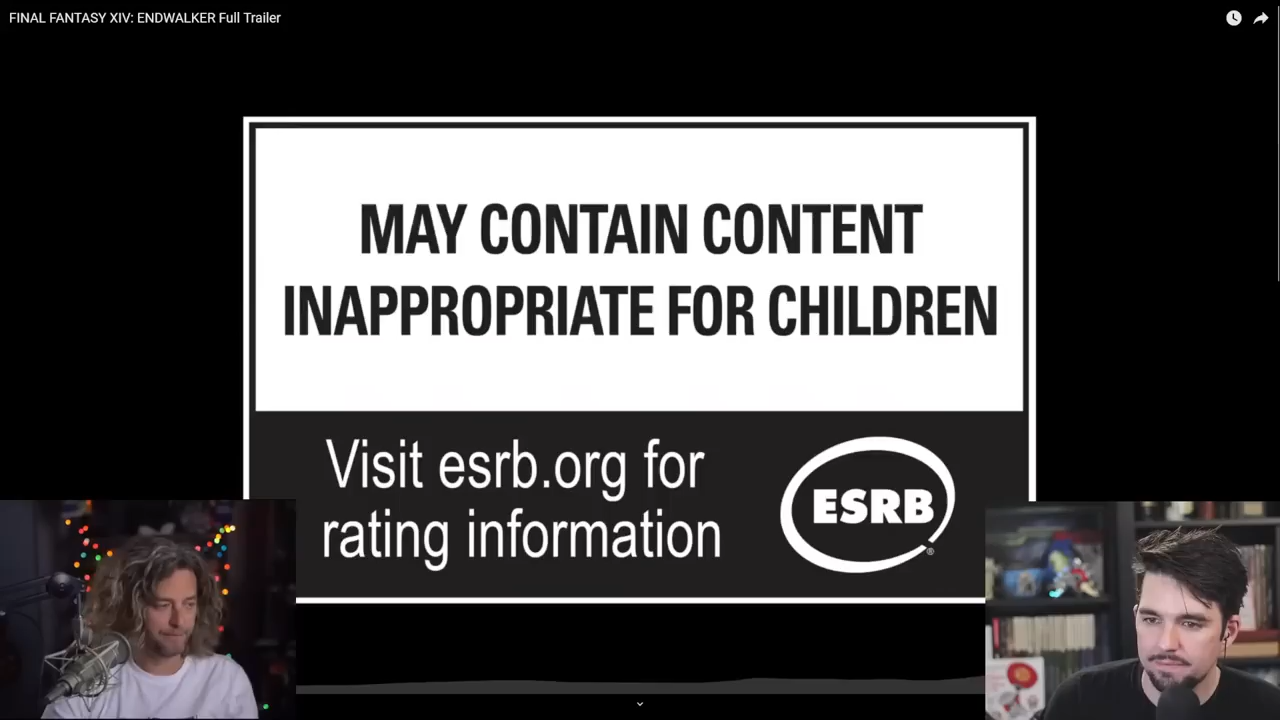 FINAL FANTASY XIV: ENDWALKER Full Trailer
MAY CONTAIN CONTENT
INAPPROPRIATE FOR CHILDREN
Visit esrb.org for
rating information
ESRB
®